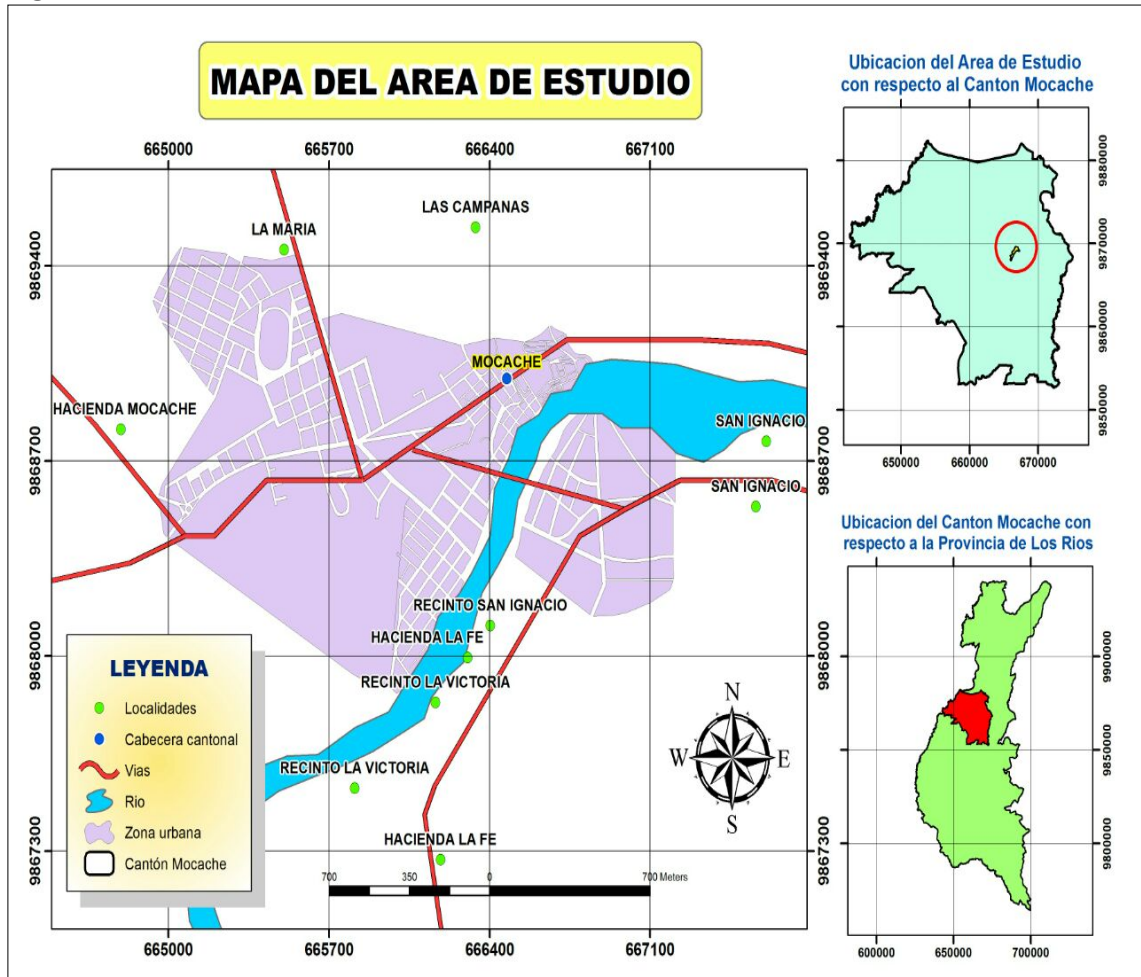 MAPA DEL AREA DE ESTUDIO
665000 665700 666400 667100
9869400
9868700
9868000
9867300
9869400
9868700
9868000
9867300
LAS CAMPANAS
LA MARIA
MOCACHE
HACIENDA MOCACHE
SAN IGNACIO
SAN IGNACIO
RECINTO SAN IGNACIO
HACIENDA LA FE
RECINTO LA VICTORIA
RECINTO LA VICTORIA
HACIENDA LA FE
LEYENDA
Localidades
Cabecera cantonal
Vias
Rio
Zona urbana
Cantón Mocache
N
W E
S
700 350 0 700 Meters
665000 665700 666400 667100
Ubicacion del Area de Estudio
con respecto al Canton Mocache
9880000
9870000
9860000
9850000
650000 660000 670000
Ubicacion del Canton Mocache con
respecto a la Provincia de Los Rios
9900000
9850000
9800000
600000 650000 700000